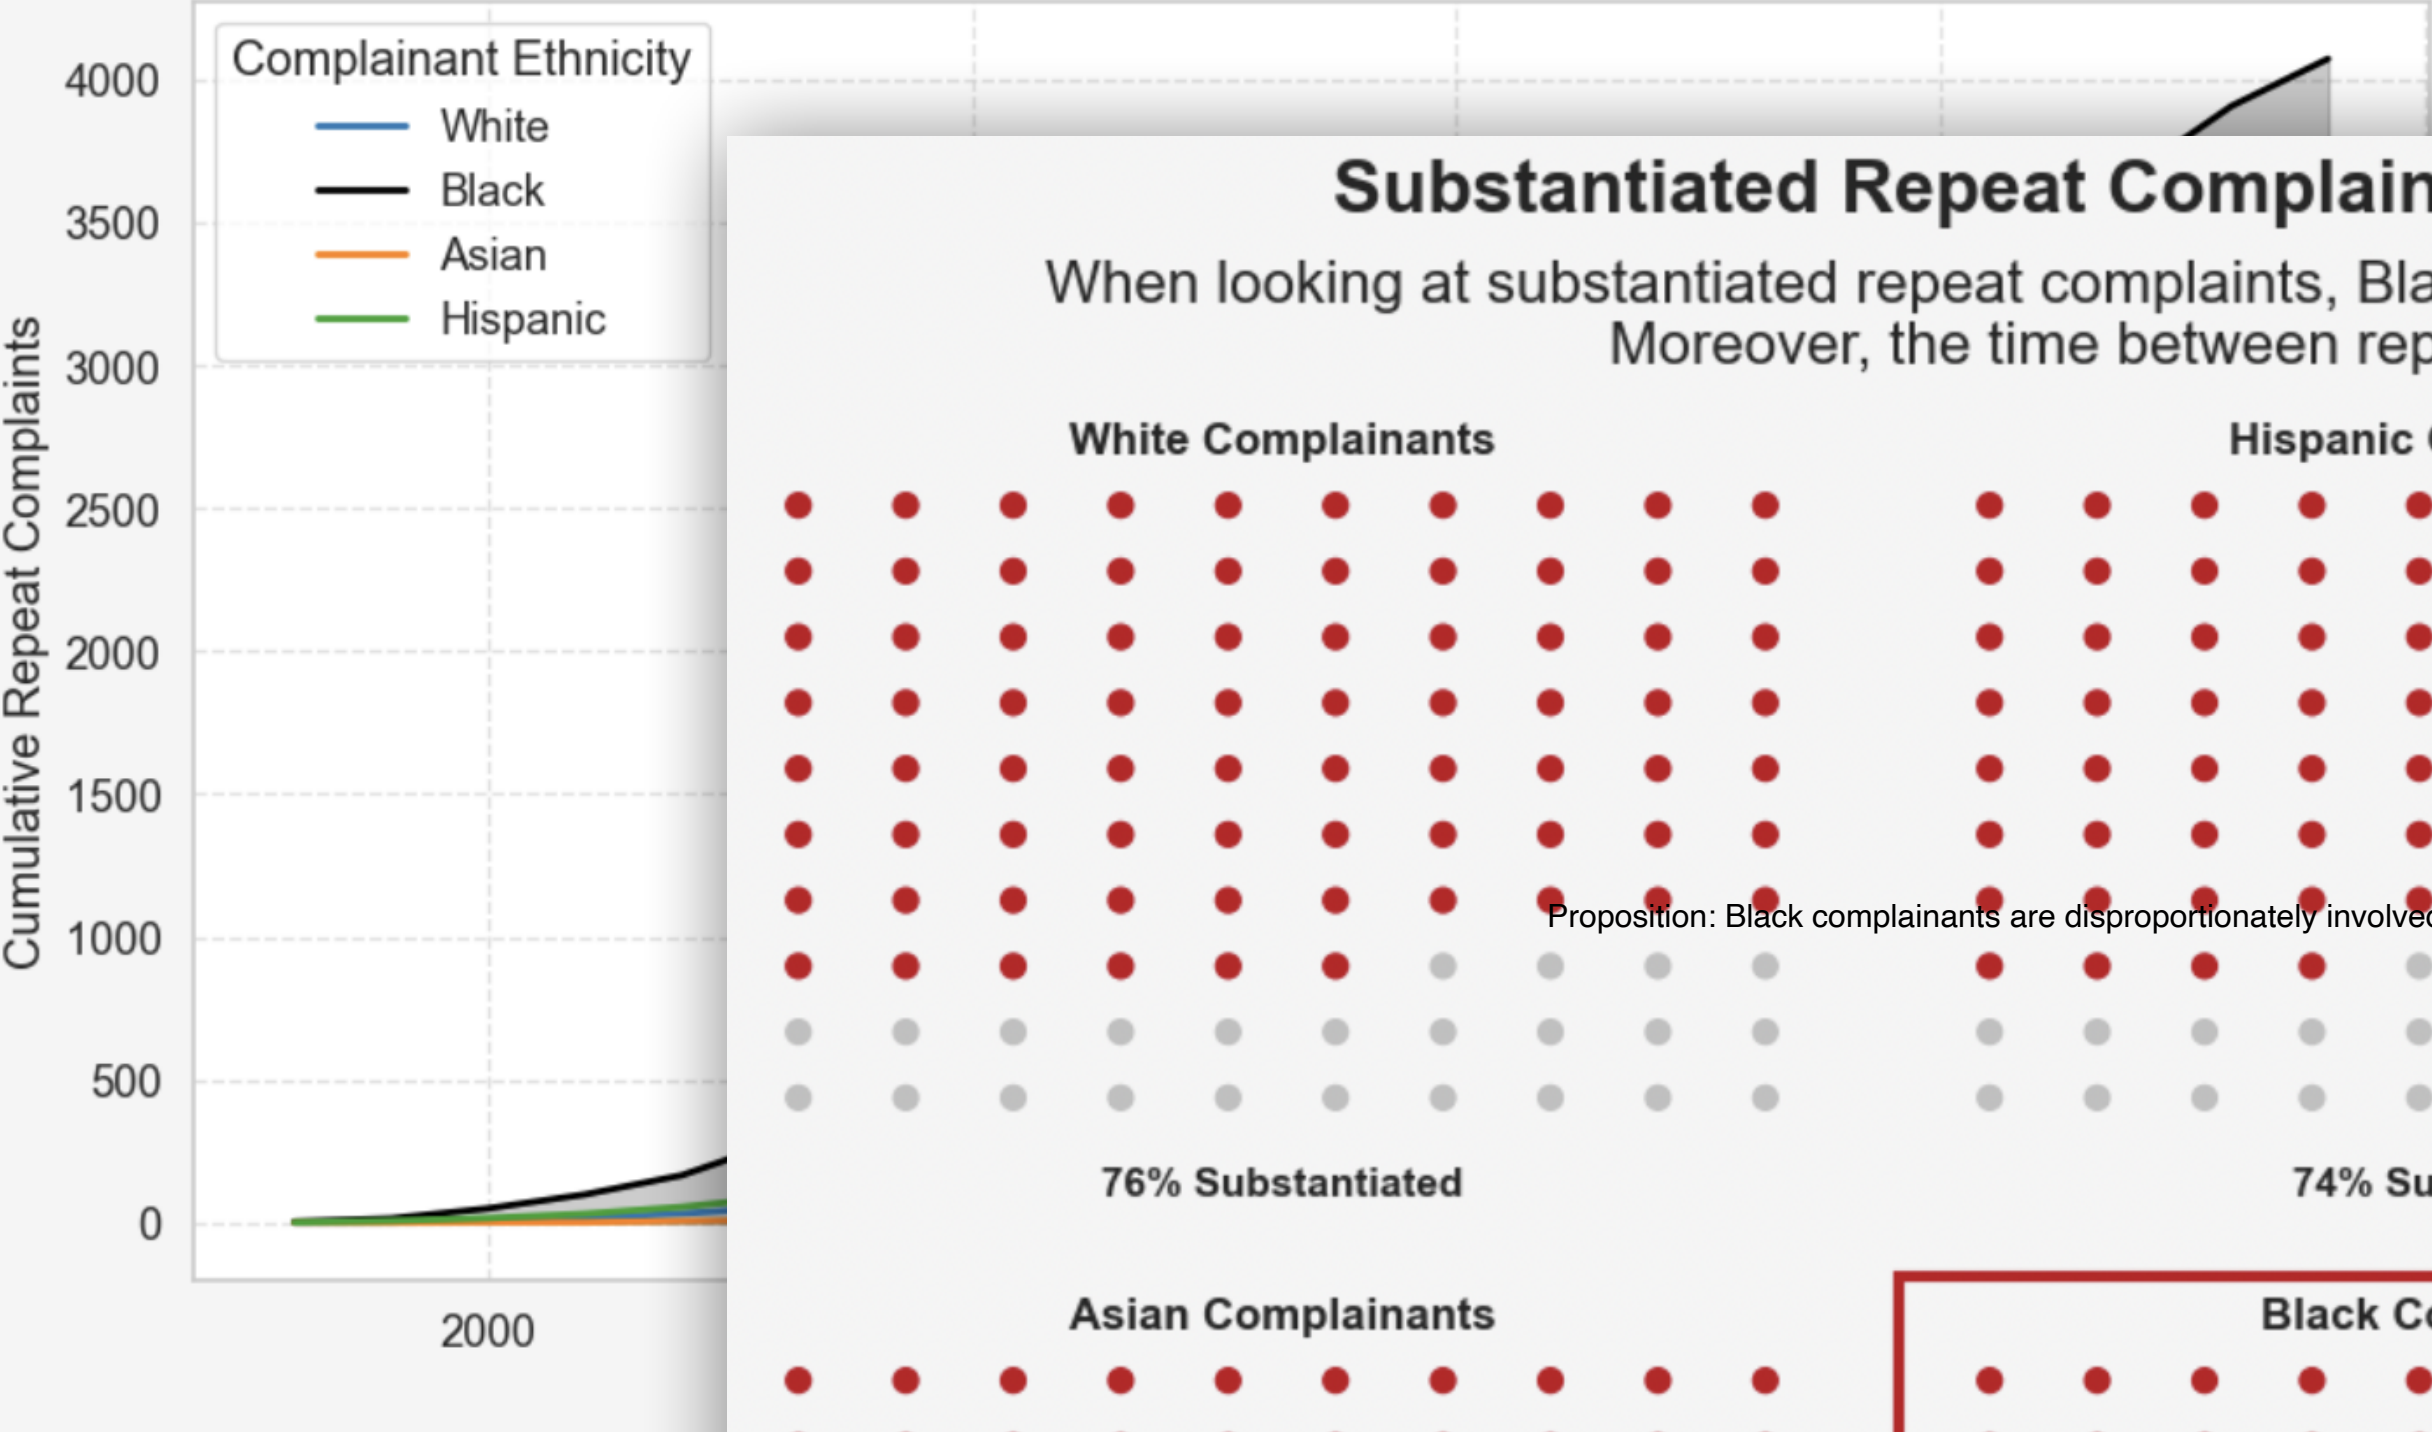 Complainant Ethnicity
White
Black
Asian
Hispanic
Cumulative Repeat Complaints
4000
3500
3000
2500
2000
1500
1000
500
0
2000
Substantiated Repeat Complain
When looking at substantiated repeat complaints, Bla
Moreover, the time between rep
White Complainants
Hispanic
Proposition: Black complainants are disproportionately involved
76% Substantiated
74% Su
Asian Complainants
Black Co